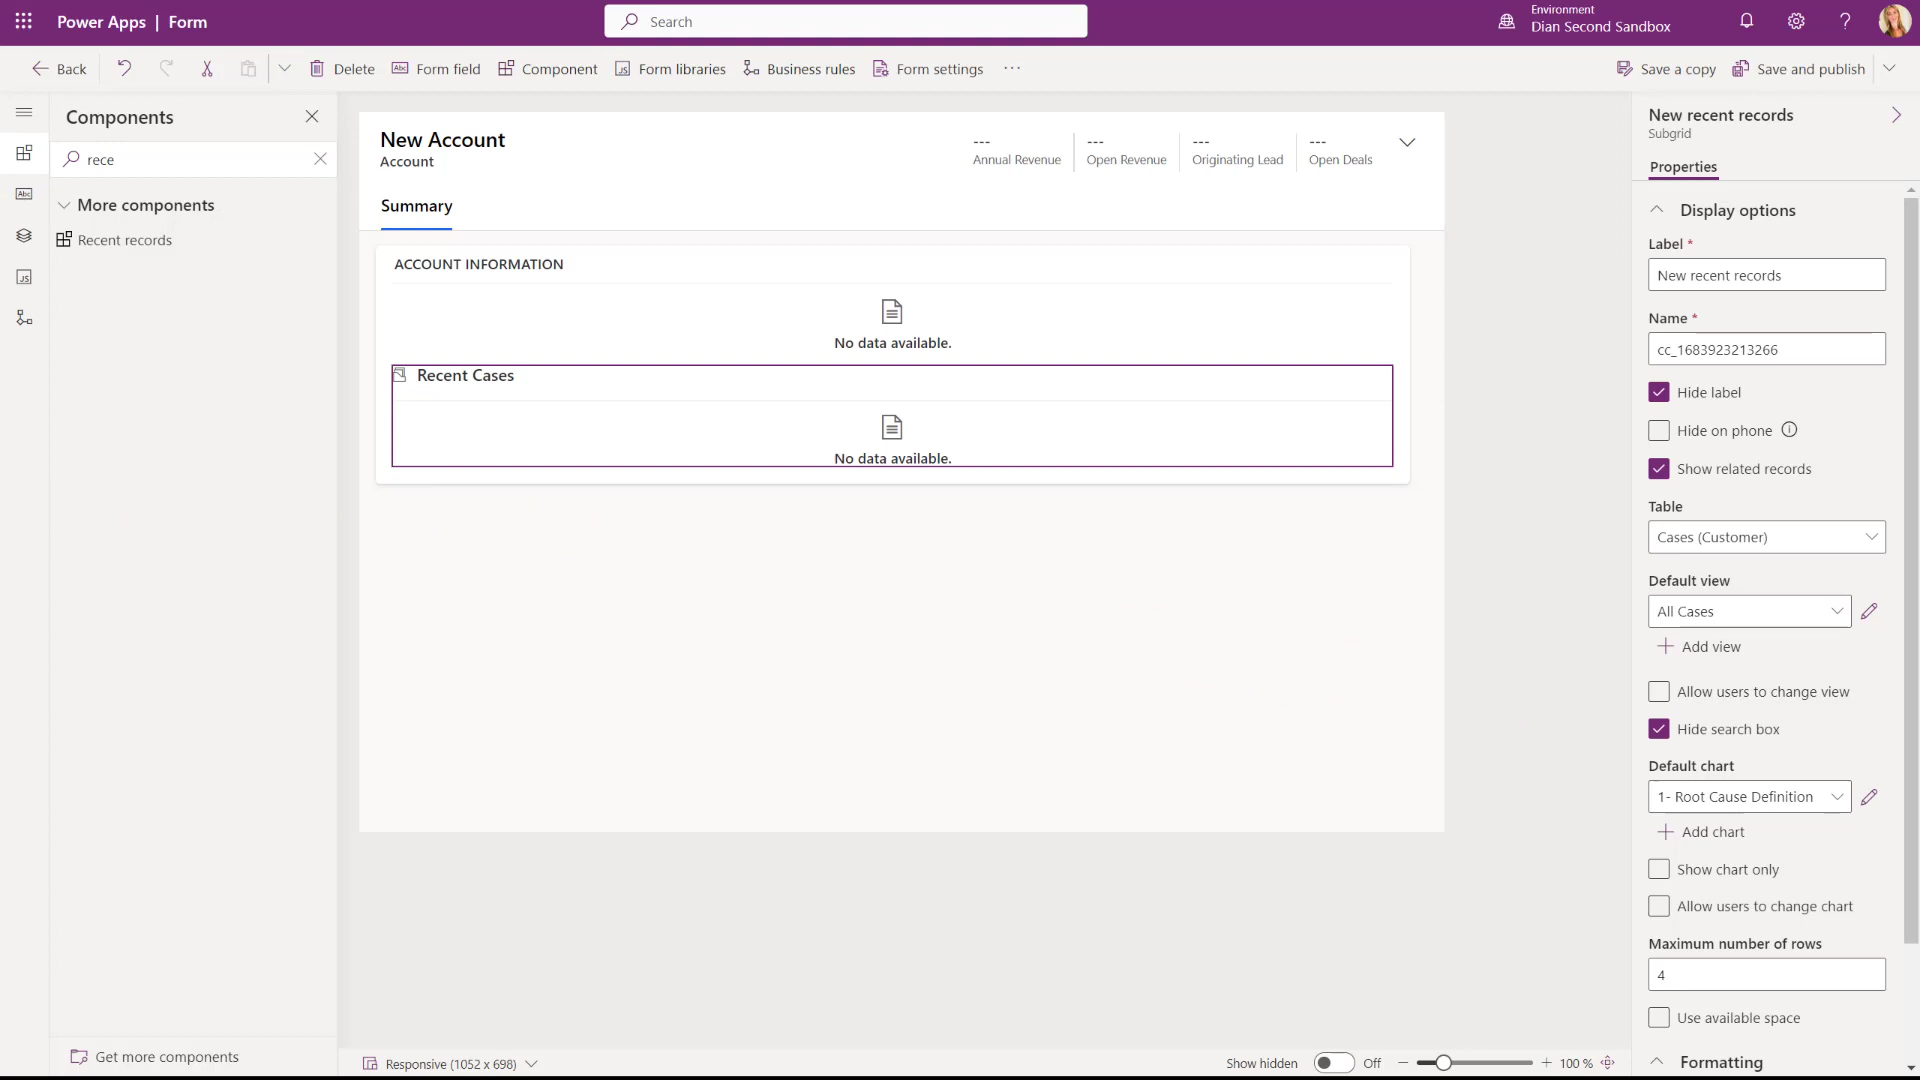 Power Apps | Form
Search
Environment
Dian Second Sandbox
Back
Delete
Abc Form field
Component
JS Form libraries
Business rules
Form settings
...
Save a copy
Save and publish
Components
rece
More components
Recent records
Abc
JS
Get more components
New Account
Account
---
Annual Revenue
---
Open Revenue
---
Originating Lead
---
Open Deals
Summary
ACCOUNT INFORMATION
No data available.
Recent Cases
No data available.
Responsive (1052 x 698)
Show hidden
Off
100 %
New recent records
Subgrid
Properties
Display options
Label *
New recent records
Name *
cc_1683923213266
Hide label
Hide on phone
Show related records
Table
Cases (Customer)
Default view
All Cases
Add view
Allow users to change view
Hide search box
Default chart
1- Root Cause Definition
Add chart
Show chart only
Allow users to change chart
Maximum number of rows
4
Use available space
Formatting